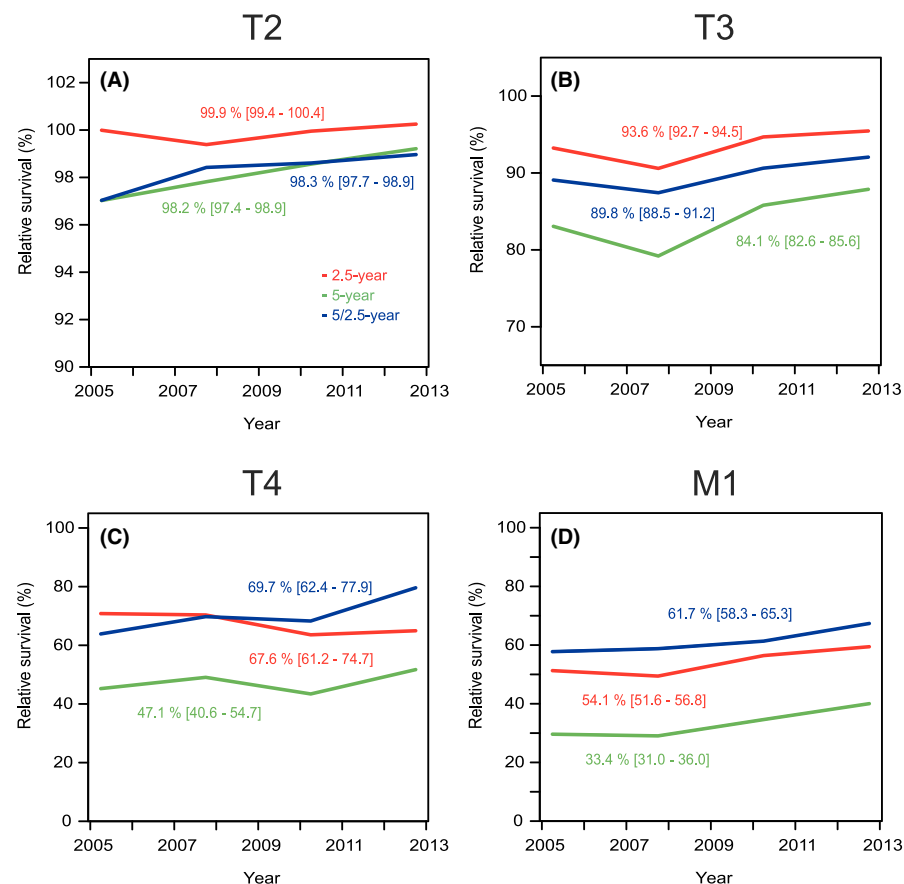 T2
(A)
102
100
98
96
94
92
90
Relative survival (%)
99.9 % [99.4 - 100.4]
98.3 % [97.7 - 98.9]
98.2 % [97.4 - 98.9]
2.5-year
5-year
5/2.5-year
2005 2007 2009 2011 2013
Year
T3
(B)
100
90
80
70
Relative survival (%)
93.6 % [92.7 - 94.5]
89.8 % [88.5 - 91.2]
84.1 % [82.6 - 85.6]
2005 2007 2009 2011 2013
Year
T4
(C)
100
80
60
40
20
0
Relative survival (%)
69.7 % [62.4 - 77.9]
67.6 % [61.2 - 74.7]
47.1 % [40.6 - 54.7]
2005 2007 2009 2011 2013
Year
M1
(D)
100
80
60
40
20
0
Relative survival (%)
61.7 % [58.3 - 65.3]
54.1 % [51.6 - 56.8]
33.4 % [31.0 - 36.0]
2005 2007 2009 2011 2013
Year